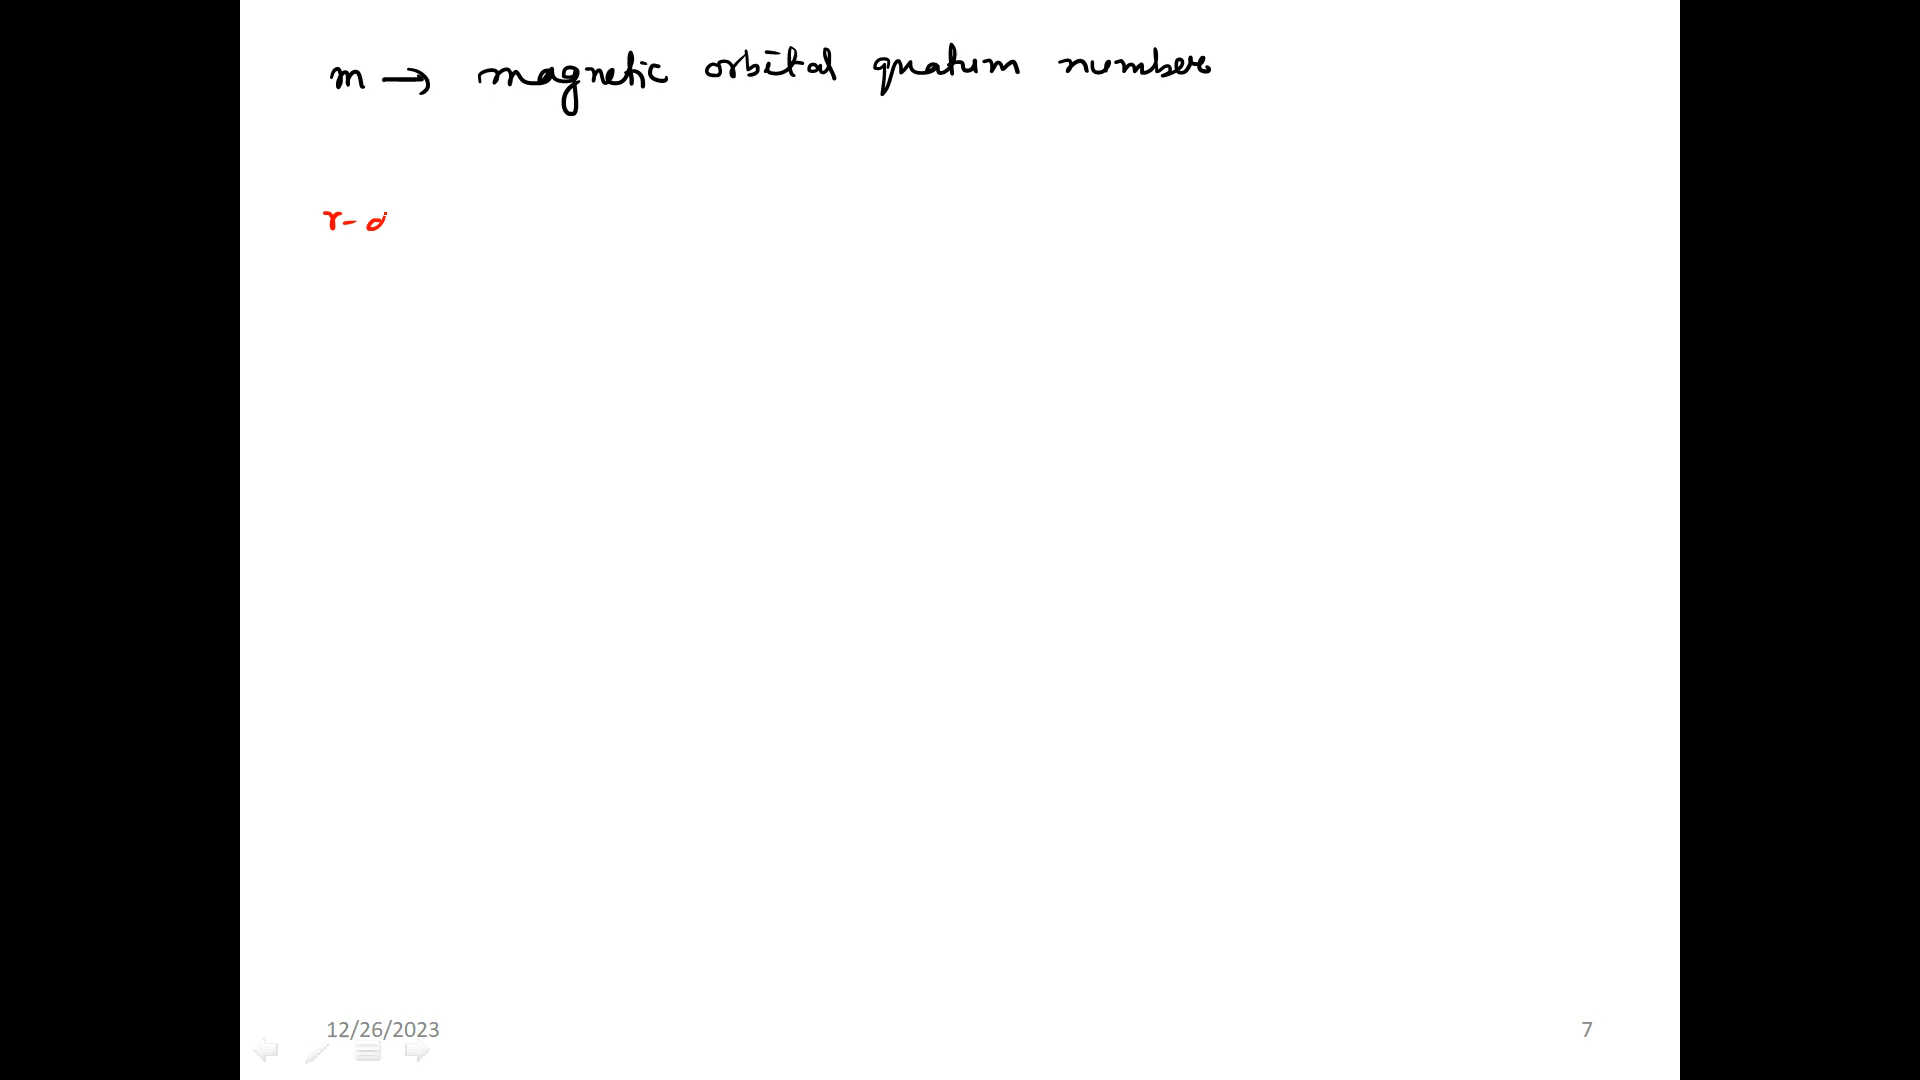 m → magnetic orbital quatum number
r-d
12/26/2023
7